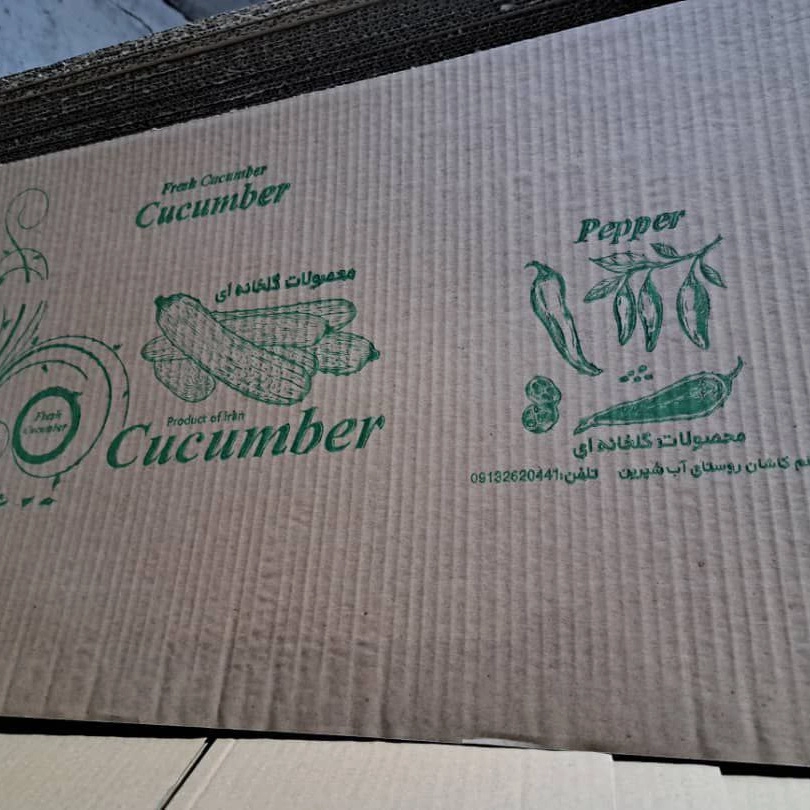 Fresh Cucumber
Cucumber
محصولات گلخانه ای
Product of Iran
Cucumber
Fresh
Cucumber
Pepper
محصولات گلخانه ای
کاشان روستای آب شیرین تلفن:09132620441